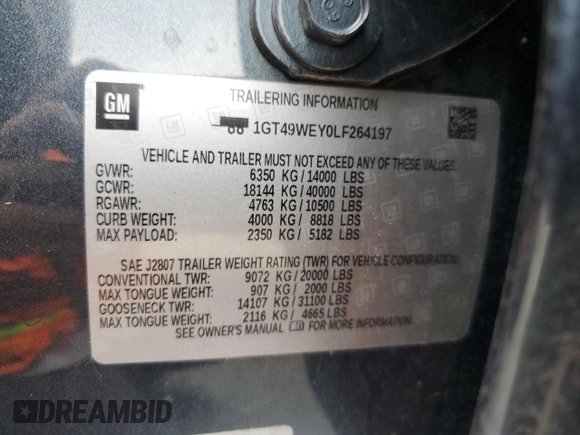 GM
TRAILERING INFORMATION
1GT49WEY0LF264197
VEHICLE AND TRAILER MUST NOT EXCEED ANY OF THESE RATINGS
GVWR: 6350 KG/14000 LBS
GCWR: 18144 KG/40000 LBS
RGAWR: 4763 KG/10500 LBS
CURB WEIGHT: 4000 KG/ 8818 LBS
MAX PAYLOAD: 2350 KG/ 5182 LBS
SAE J2807 TRAILER WEIGHT RATING (TWR) FOR VEHICLE CONFIGURATION:
CONVENTIONAL TWR: 9072 KG/20000 LBS
MAX TONGUE WEIGHT: 907 KG/ 2000 LBS
GOOSENECK TWR: 14107 KG/31100 LBS
MAX TONGUE WEIGHT: 2116 KG/ 4665 LBS
SEE OWNER'S MANUAL FOR MORE INFORMATION
DREAMBID